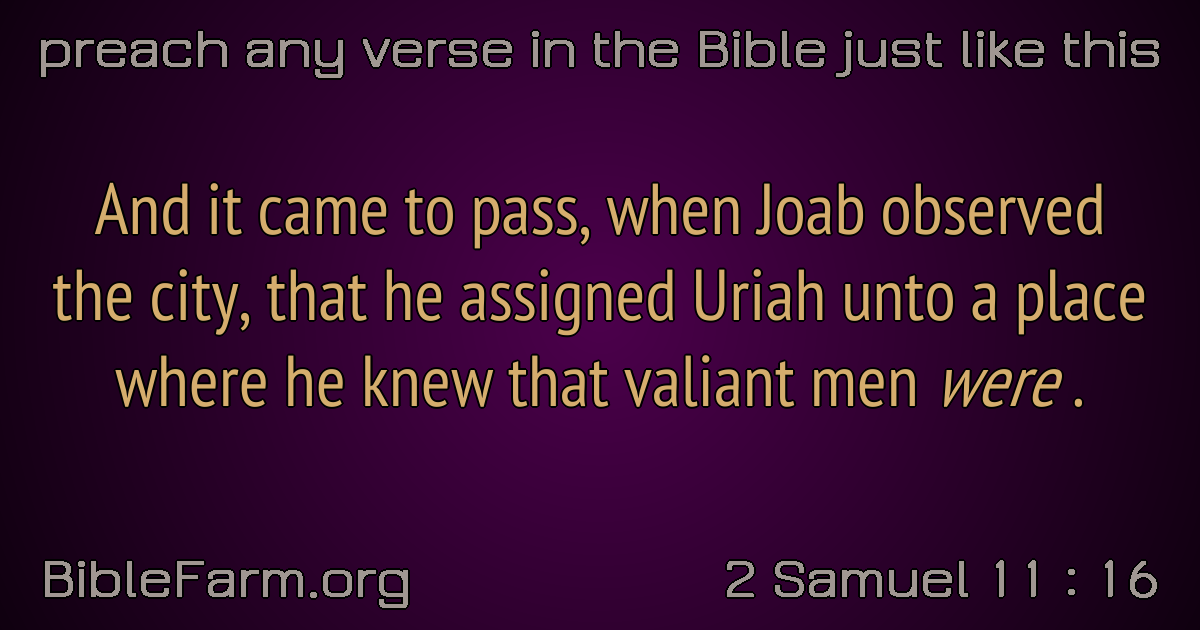 preach any verse in the Bible just like this
And it came to pass, when Joab observed
the city, that he assigned Uriah unto a place
where he knew that valiant men were .
BibleFarm.org
2 Samuel 11 : 16